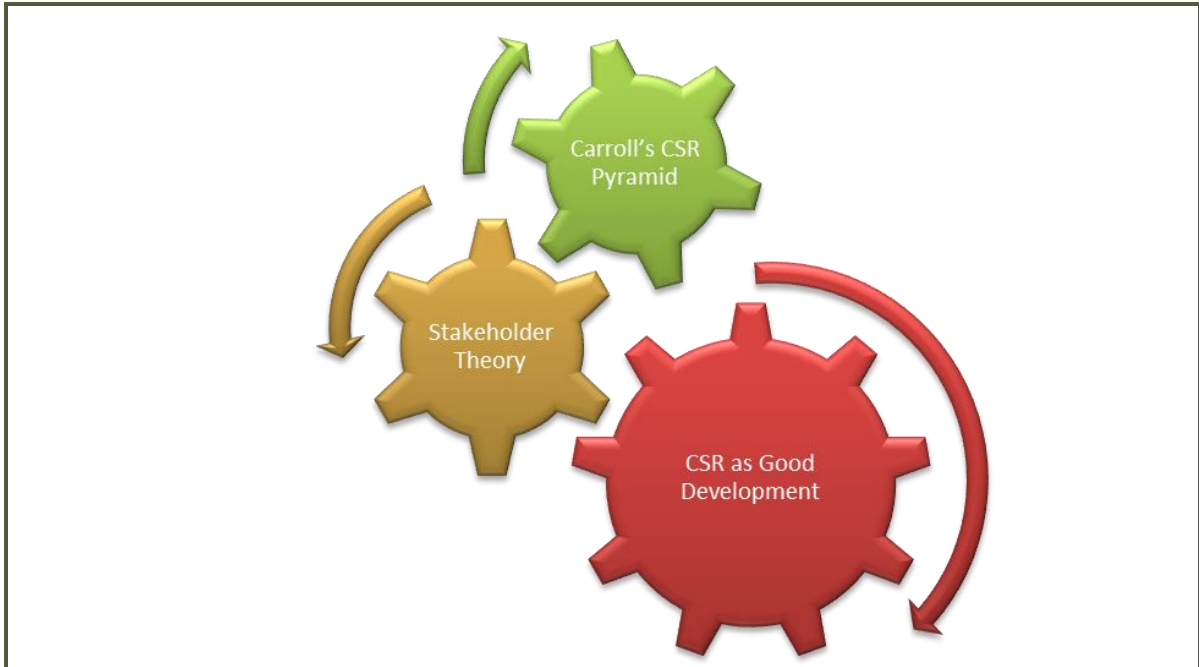 Carroll’s CSR
Pyramid
Stakeholder
Theory
CSR as Good
Development